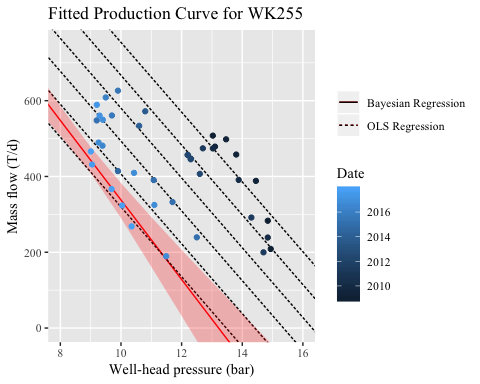 Fitted Production Curve for WK255
Mass flow (T/d)
600
400
200
0
8
10
12
14
16
Well-head pressure (bar)
Bayesian Regression
OLS Regression
Date
2016
2014
2012
2010